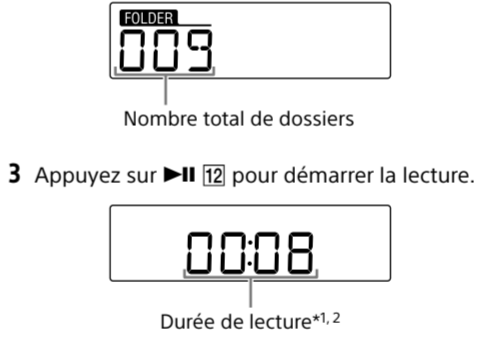 FOLDER
009
Nombre total de dossiers
3 Appuyez sur ►II 12 pour démarrer la lecture.
00:08
Durée de lecture*1, 2